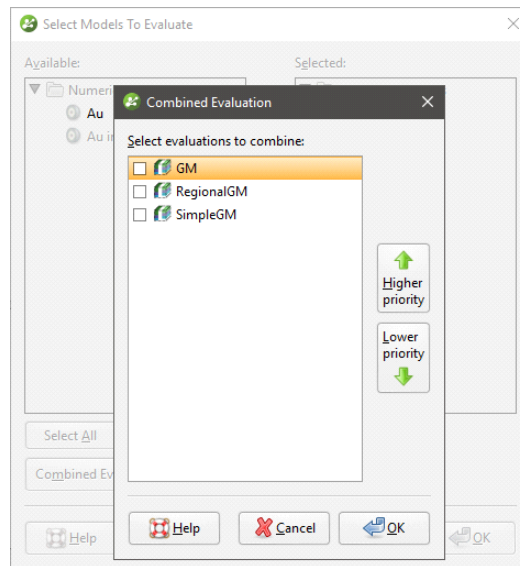 Select Models To Evaluate
Available:
Selected:
Numeri
Au
Au in
Combined Evaluation
Select evaluations to combine:
GM
RegionalGM
SimpleGM
Higher
priority
Lower
priority
Select All
Combined Ev
Help
Cancel
OK
Help
OK